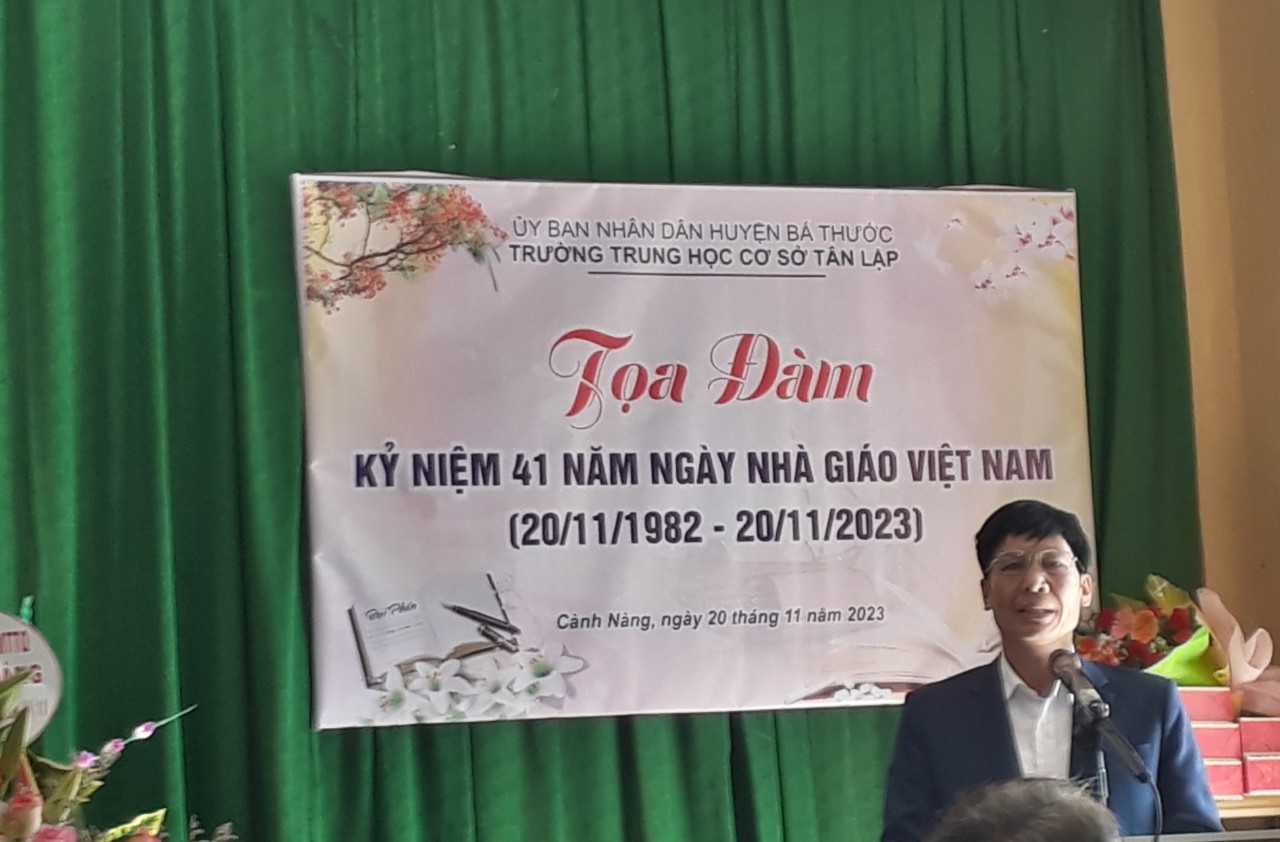 ỦY BAN NHÂN DÂN HUYỆN BÁ THƯỚC
TRƯỜNG TRUNG HỌC CƠ SỞ TÂN LẬP
Tọa Đàm
KỶ NIỆM 41 NĂM NGÀY NHÀ GIÁO VIỆT NAM
(20/11/1982 - 20/11/2023)
Cành Nàng, ngày 20 tháng 11 năm 2023